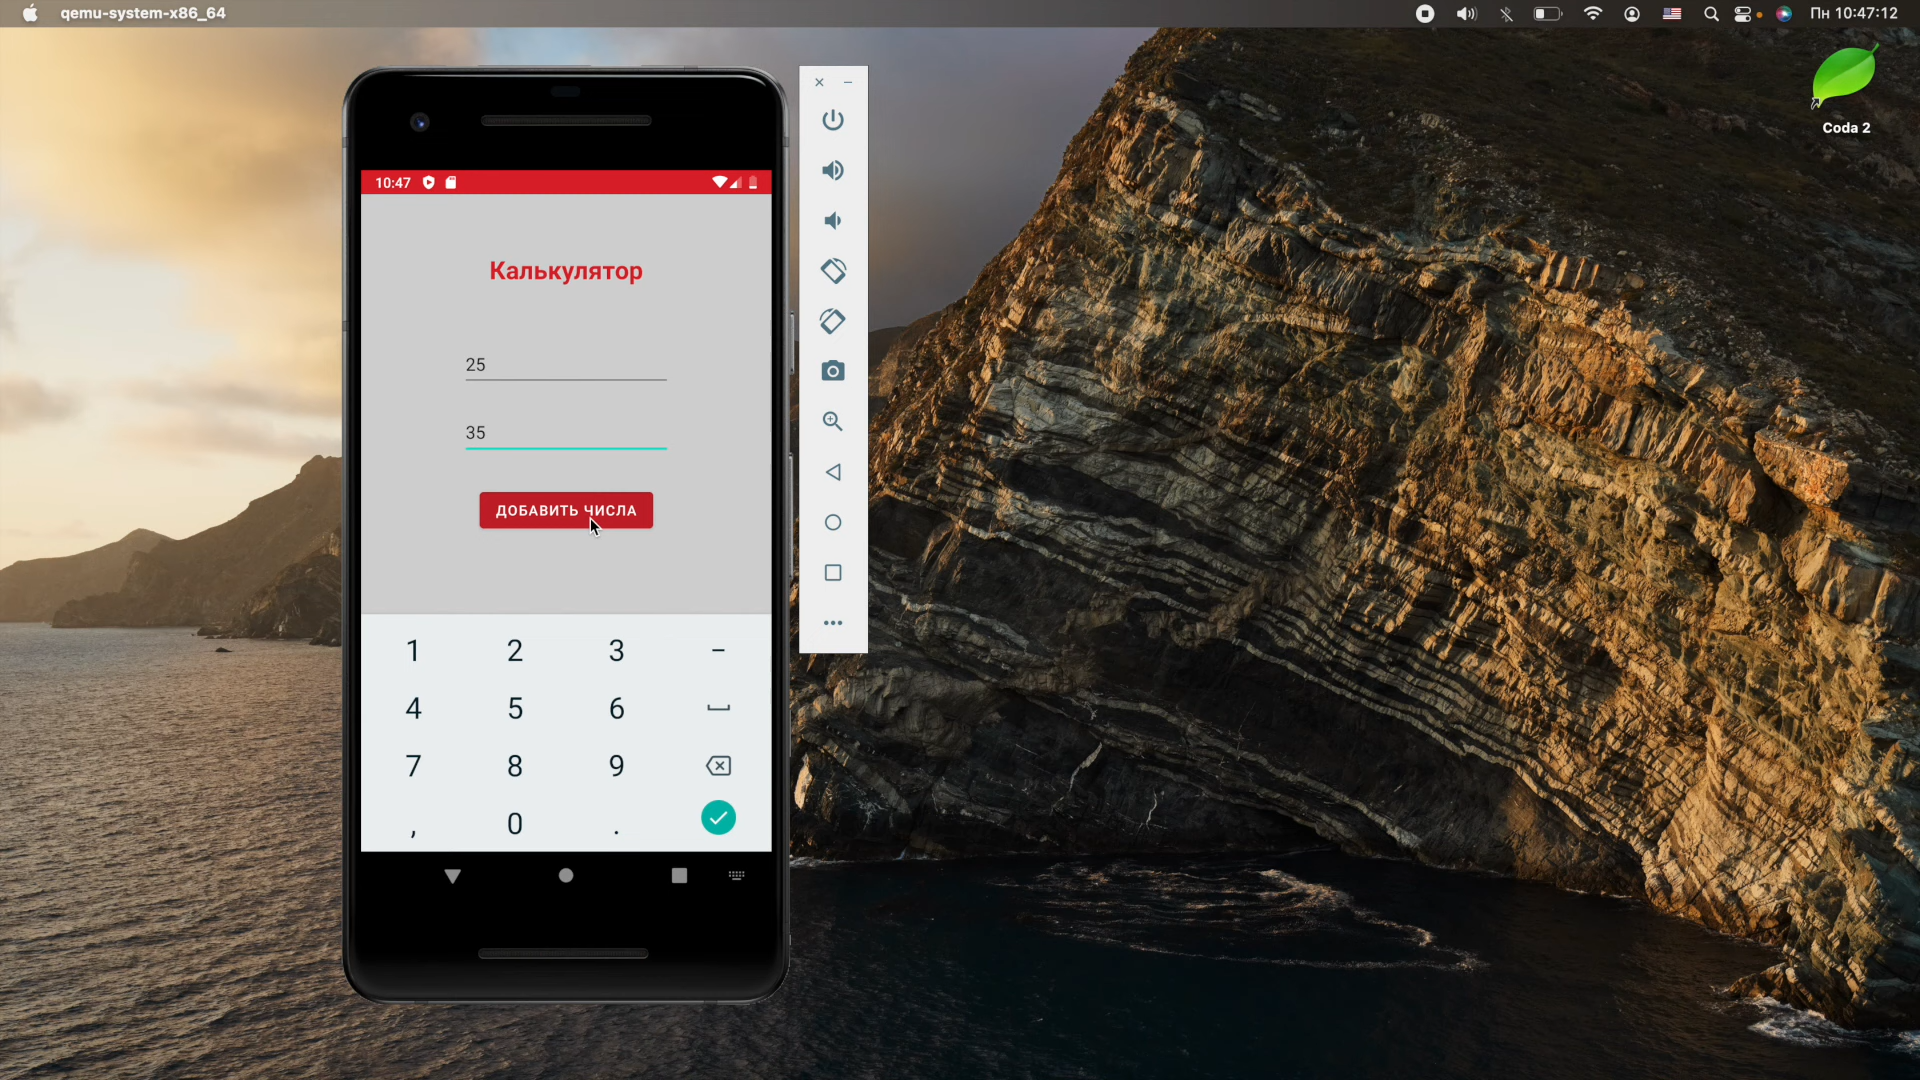 qemu-system-x86_64
Пн 10:47:12
Coda 2
10:47
Калькулятор
25
35
ДОБАВИТЬ ЧИСЛА
1 2 3 -
4 5 6
7 8 9
, 0 .